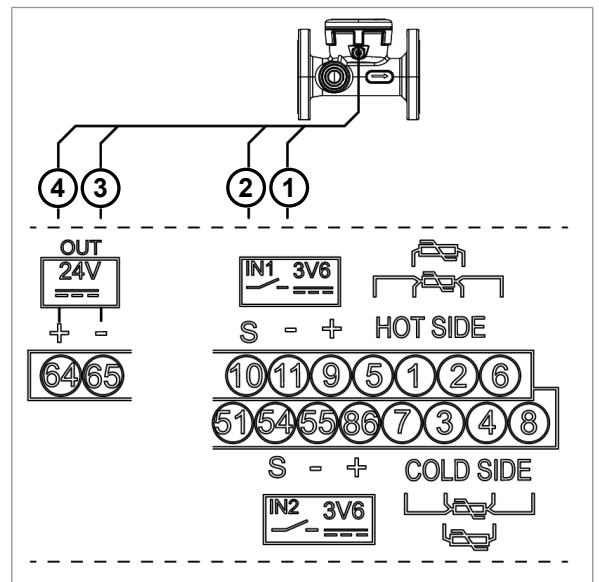 4 3 2 1
OUT
24V
IN1 3V6
+ -
S - + HOT SIDE
64 65
10 11 9 5 1 2 6
51 54 55 86 7 3 4 8
S - + COLD SIDE
IN2 3V6